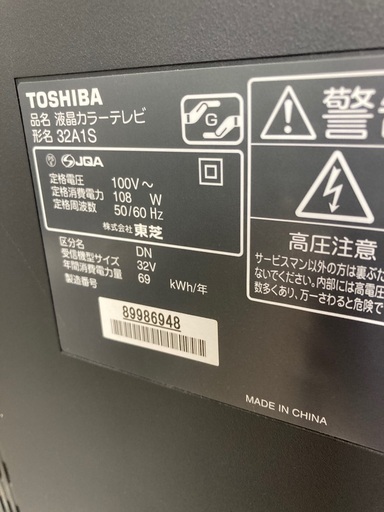 TOSHIBA
品名 液晶カラーテレビ
形名 32A1S
JQA
定格電圧 100V～
定格消費電力 108 W
定格周波数 50/60 Hz
株式会社 東芝
区分名 DN
受信機型サイズ 32V
年間消費電力量 69 kWh/年
製造番号
89986948
G
警
高圧注意
サービスマン以外の方は裏ぶた
ないでください。内部には高電圧
数多くあり、万一さわると危険で
MADE IN CHINA